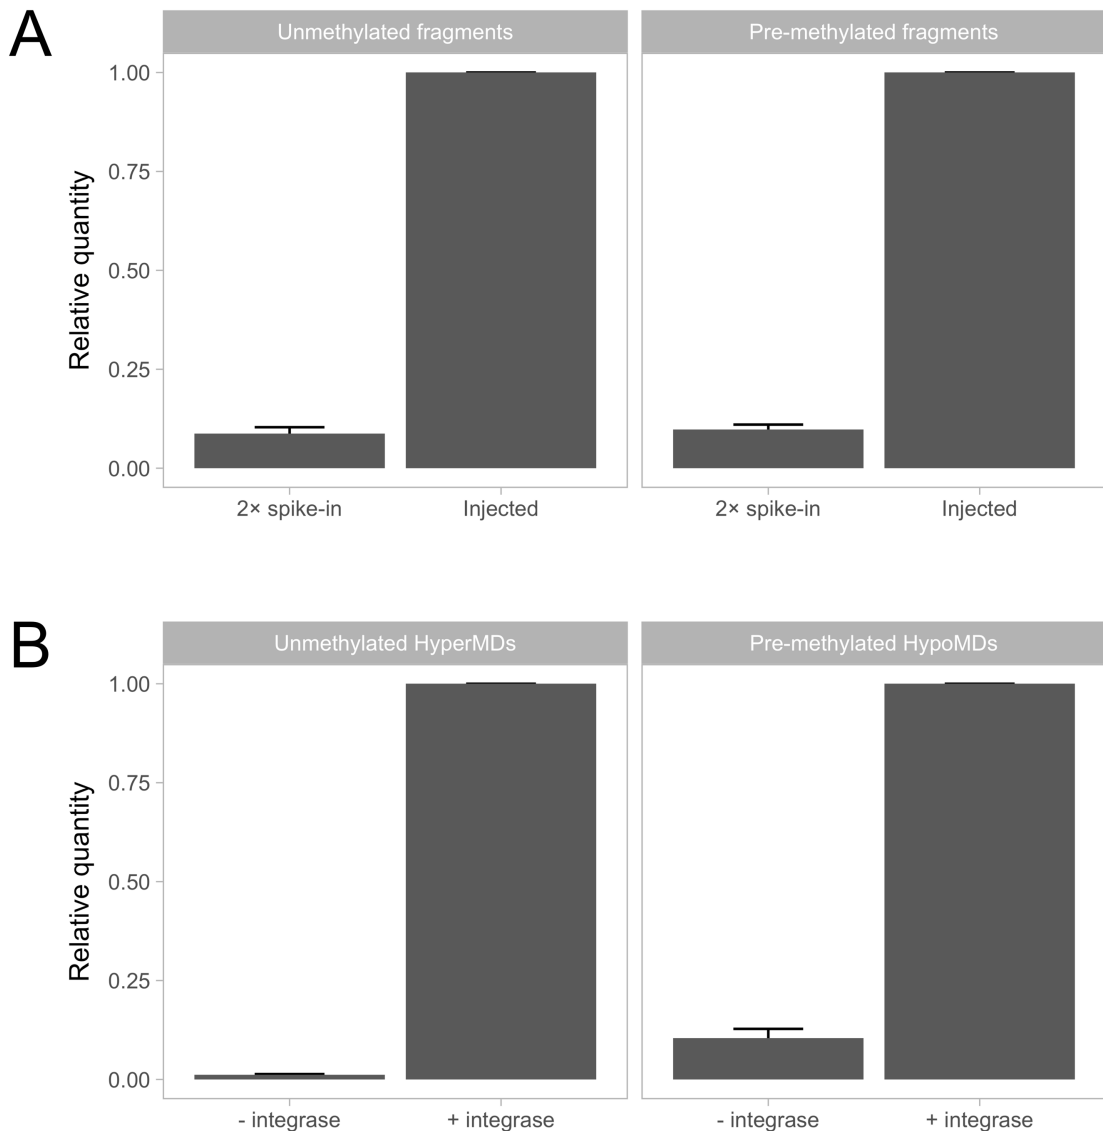 A
Unmethylated fragments
Pre-methylated fragments
Relative quantity
1.00
0.75
0.50
0.25
0.00
2× spike-in
Injected
2× spike-in
Injected
B
Unmethylated HyperMDs
Pre-methylated HypoMDs
Relative quantity
1.00
0.75
0.50
0.25
0.00
- integrase
+ integrase
- integrase
+ integrase